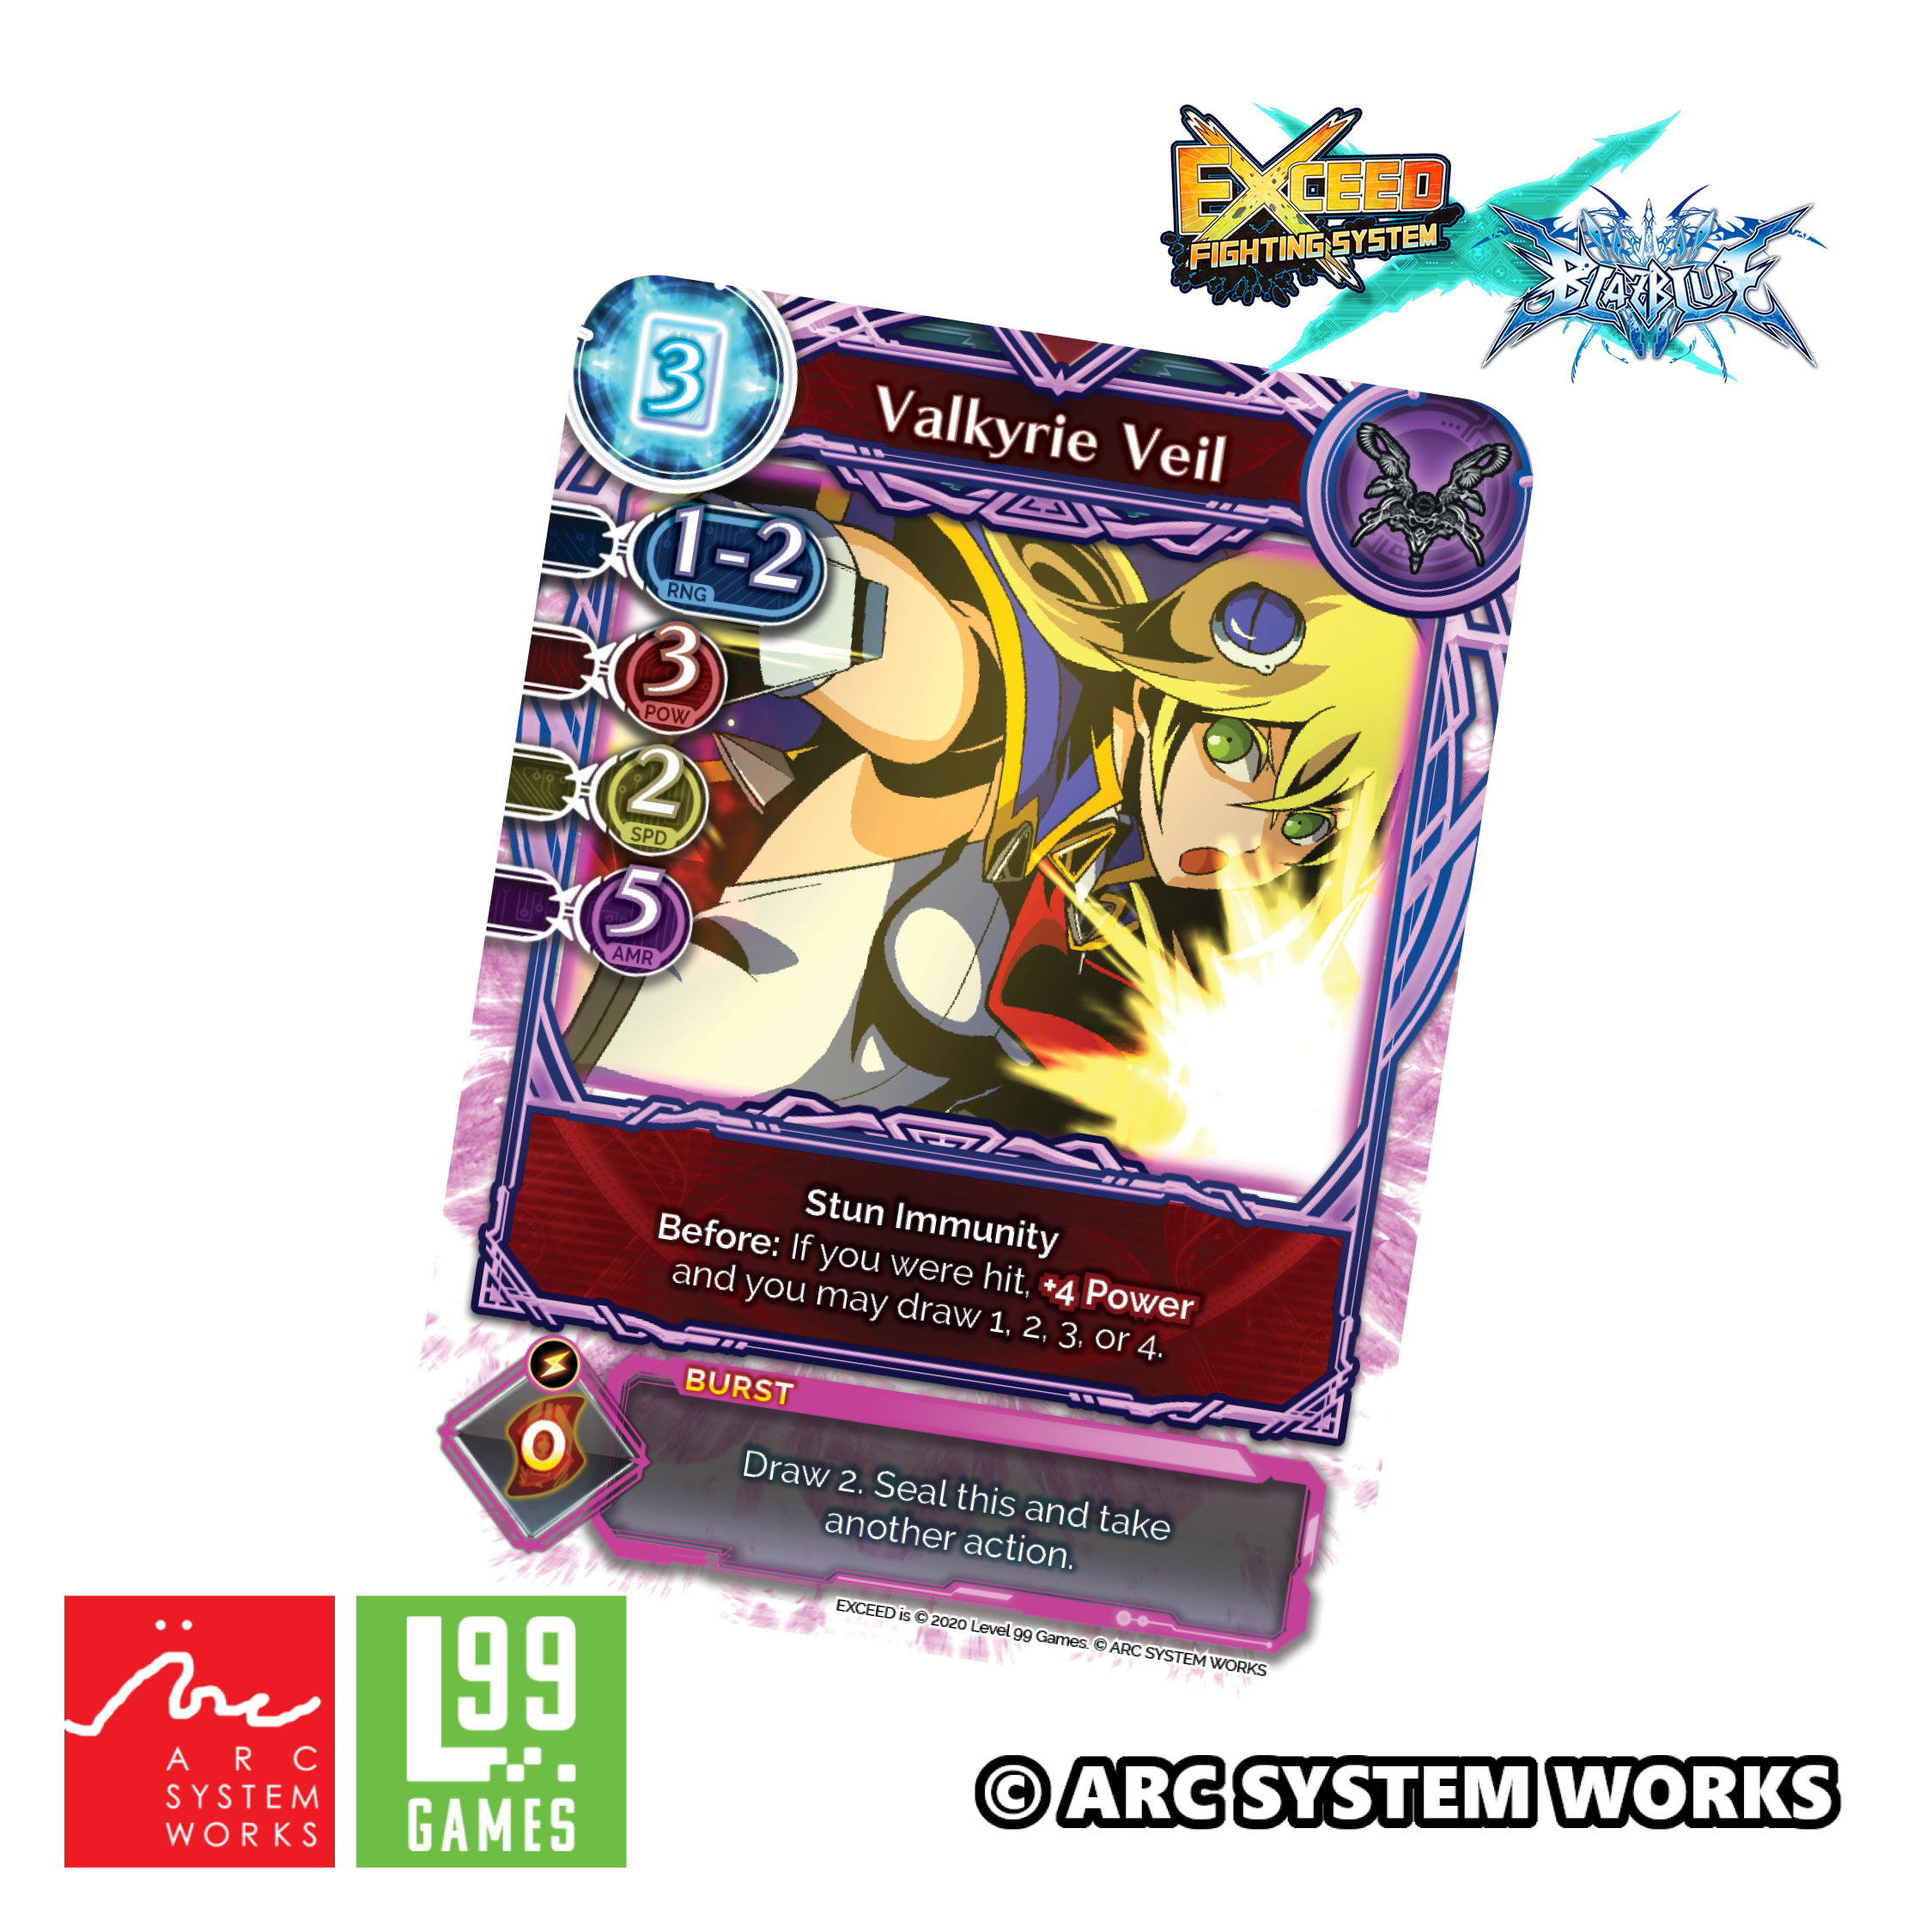 EXCEED
FIGHTING SYSTEM
BLAZBLUE
3
Valkyrie Veil
1-2
RNG
3
POW
2
SPD
5
AMR
Stun Immunity
Before: If you were hit, +4 Power
and you may draw 1, 2, 3, or 4.
BURST
0
Draw 2. Seal this and take
another action.
EXCEED is © 2020 Level 99 Games. © ARC SYSTEM WORKS
Arc
ARC
SYSTEM
WORKS
L99
GAMES
© ARC SYSTEM WORKS